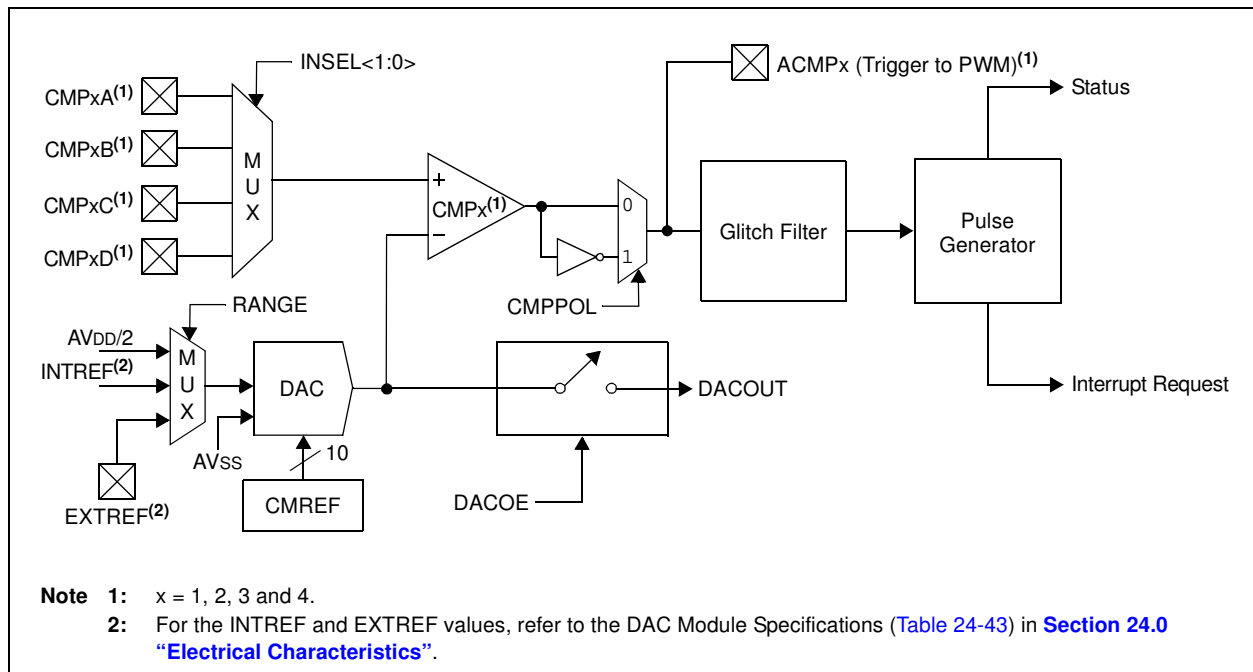 INSEL<1:0>
ACMPx (Trigger to PWM)(1)
CMPxA(1)
CMPxB(1)
CMPxC(1)
CMPxD(1)
M
U
X
+
CMPx(1)
–
0
1
CMPPOL
Glitch Filter
Pulse
Generator
Status
Interrupt Request
RANGE
AVDD/2
INTREF(2)
M
U
X
DAC
AVSS
10
CMREF
EXTREF(2)
DACOUT
DACOE
Note 1: x = 1, 2, 3 and 4.
2: For the INTREF and EXTREF values, refer to the DAC Module Specifications (Table 24-43) in Section 24.0
“Electrical Characteristics”.